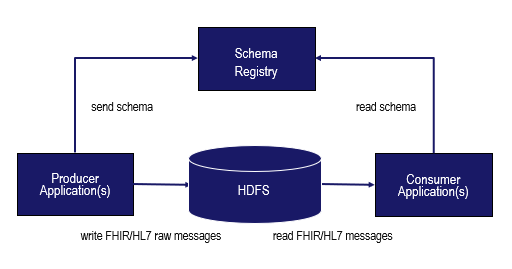 Schema
Registry
send schema
read schema
Producer
Application(s)
HDFS
Consumer
Application(s)
write FHIR/HL7 raw messages
read FHIR/HL7 messages